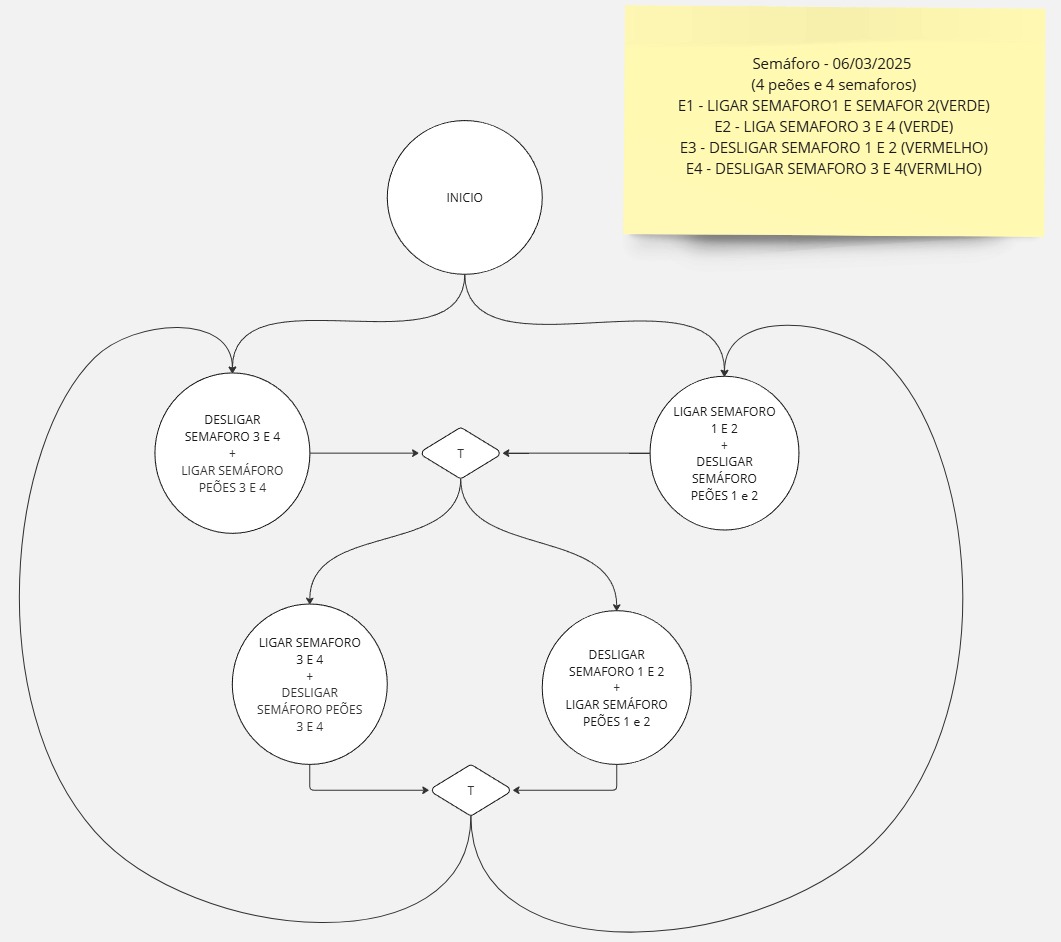 Semáforo - 06/03/2025
(4 peões e 4 semaforos)
E1 - LIGAR SEMAFORO1 E SEMAFOR 2(VERDE)
E2 - LIGA SEMAFORO 3 E 4 (VERDE)
E3 - DESLIGAR SEMAFORO 1 E 2 (VERMELHO)
E4 - DESLIGAR SEMAFORO 3 E 4(VERMLHO)
INICIO
DESLIGAR
SEMAFORO 3 E 4
+
LIGAR SEMÁFORO
PEÕES 3 E 4
T
LIGAR SEMAFORO
1 E 2
+
DESLIGAR
SEMÁFORO
PEÕES 1 e 2
LIGAR SEMAFORO
3 E 4
+
DESLIGAR
SEMÁFORO PEÕES
3 E 4
DESLIGAR
SEMAFORO 1 E 2
+
LIGAR SEMÁFORO
PEÕES 1 e 2
T